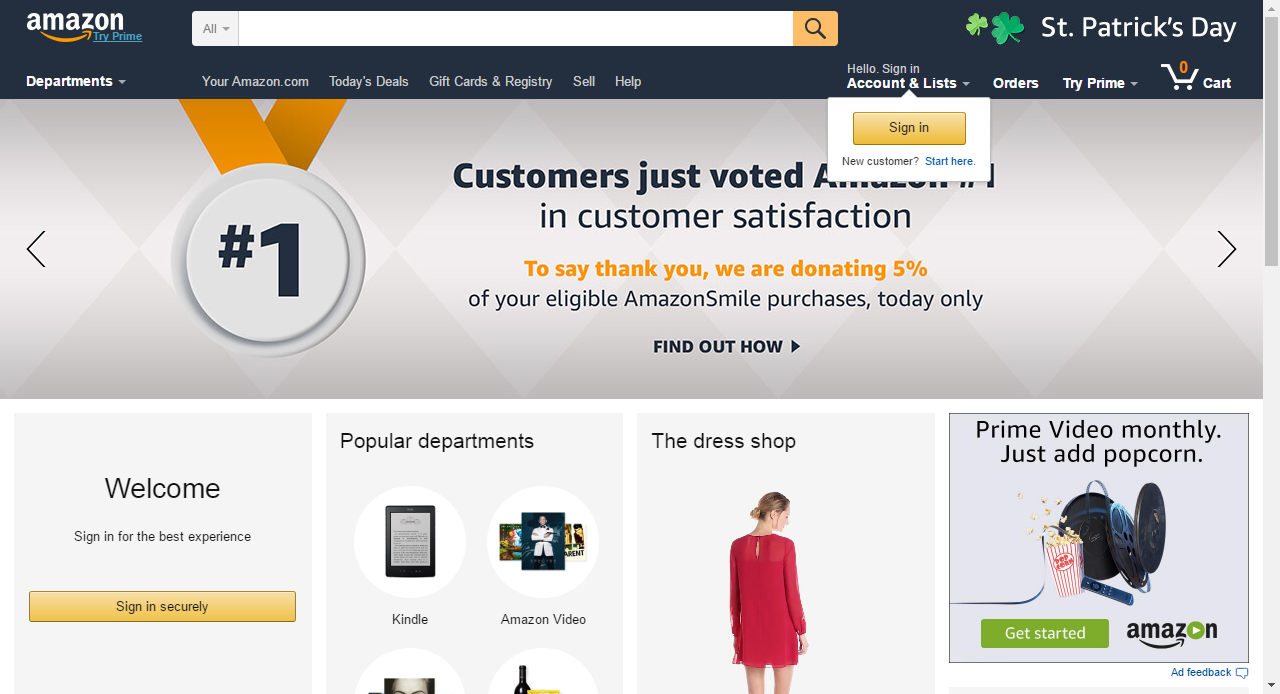 amazon
Try Prime
All
St. Patrick's Day
Departments
Your Amazon.com
Today's Deals
Gift Cards & Registry
Sell
Help
Hello. Sign in
Account & Lists
Orders
Try Prime
0
Cart
Sign in
New customer? Start here.
#1
Customers just voted Amazon #1
in customer satisfaction
To say thank you, we are donating 5%
of your eligible AmazonSmile purchases, today only
FIND OUT HOW
Welcome
Sign in for the best experience
Sign in securely
Popular departments
Kindle
Amazon Video
The dress shop
Prime Video monthly.
Just add popcorn.
Get started
amazon
Ad feedback